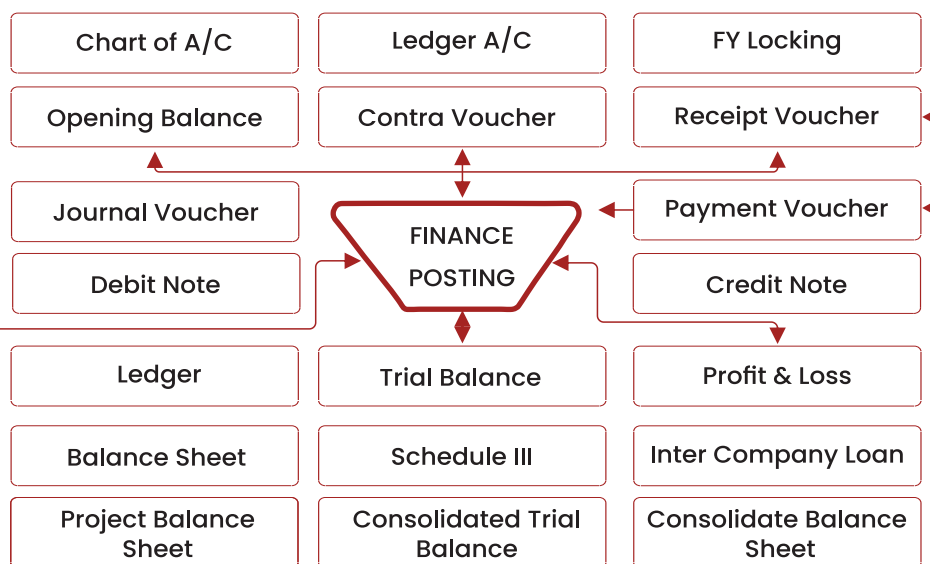 Chart of A/C
Ledger A/C
FY Locking
Opening Balance
Contra Voucher
Receipt Voucher
Journal Voucher
FINANCE
POSTING
Payment Voucher
Debit Note
Credit Note
Ledger
Trial Balance
Profit & Loss
Balance Sheet
Schedule III
Inter Company Loan
Project Balance
Sheet
Consolidated Trial
Balance
Consolidate Balance
Sheet